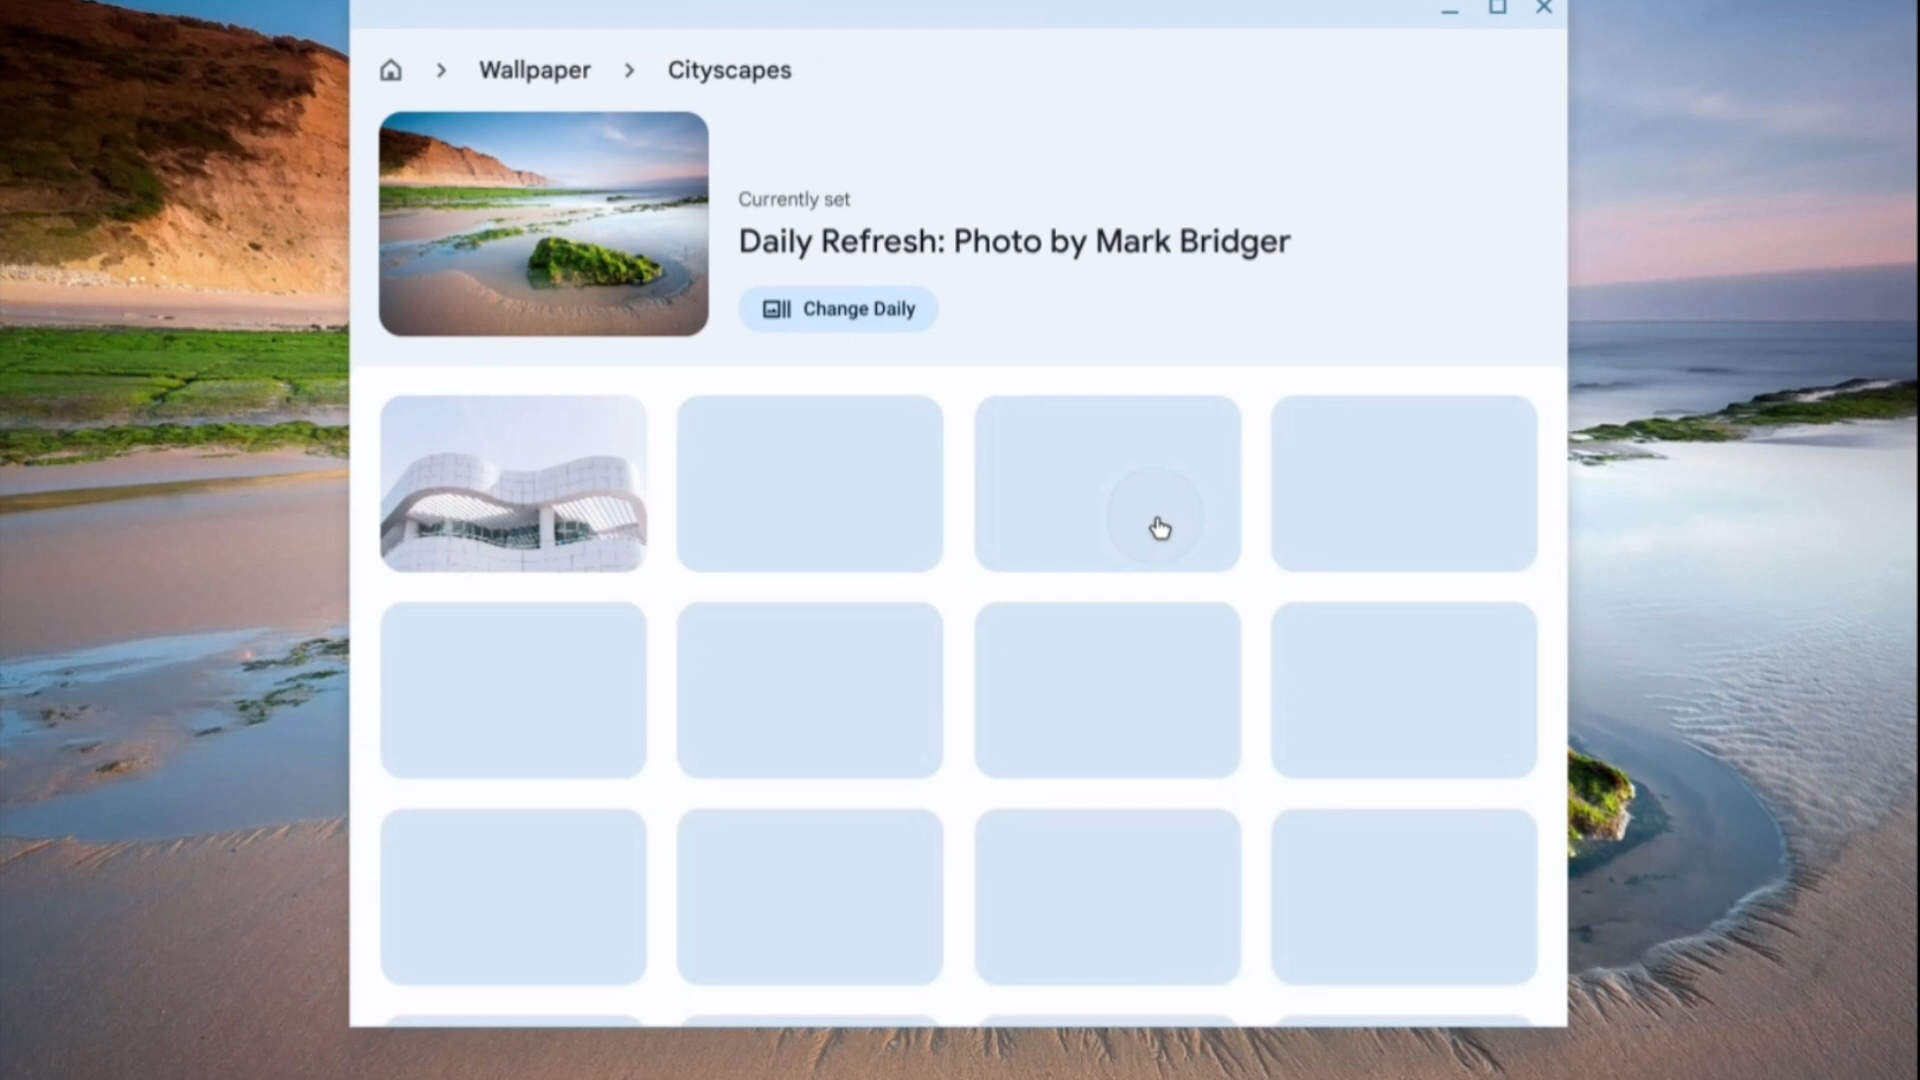 Wallpaper
Cityscapes
Currently set
Daily Refresh: Photo by Mark Bridger
Change Daily